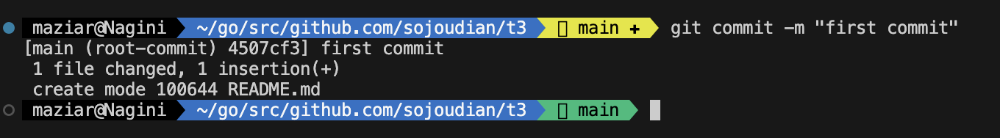 maziar@Nagini ~/go/src/github.com/sojoudian/t3 main + git commit -m "first commit"
[main (root-commit) 4507cf3] first commit
1 file changed, 1 insertion(+)
create mode 100644 README.md
maziar@Nagini ~/go/src/github.com/sojoudian/t3 main